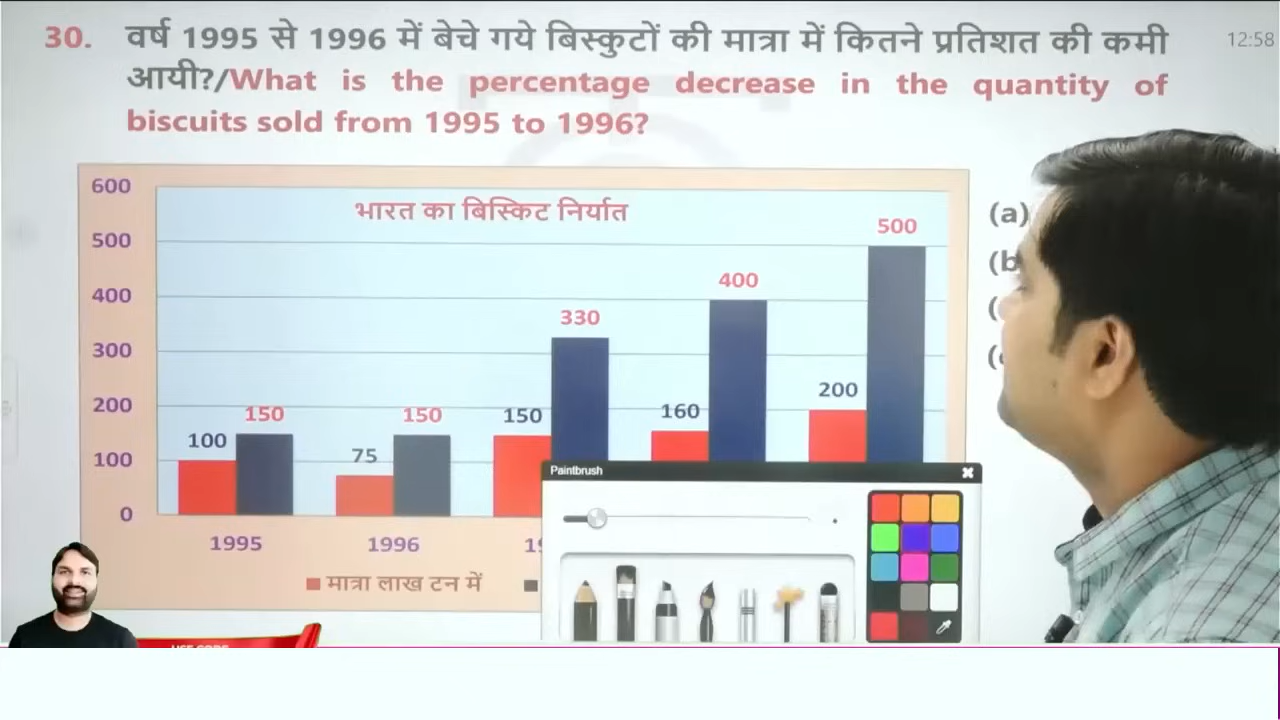 30. वर्ष 1995 से 1996 में बेचे गये बिस्कुटों की मात्रा में कितने प्रतिशत की कमी
12:58
आयी?/What is the percentage decrease in the quantity of
biscuits sold from 1995 to 1996?
600
भारत का बिस्किट निर्यात
(a)
500
500
(b
400
400
330
300
200
200
160
150
150
150
100
75
100
0
1995
1996
मात्रा लाख टन में
Paintbrush